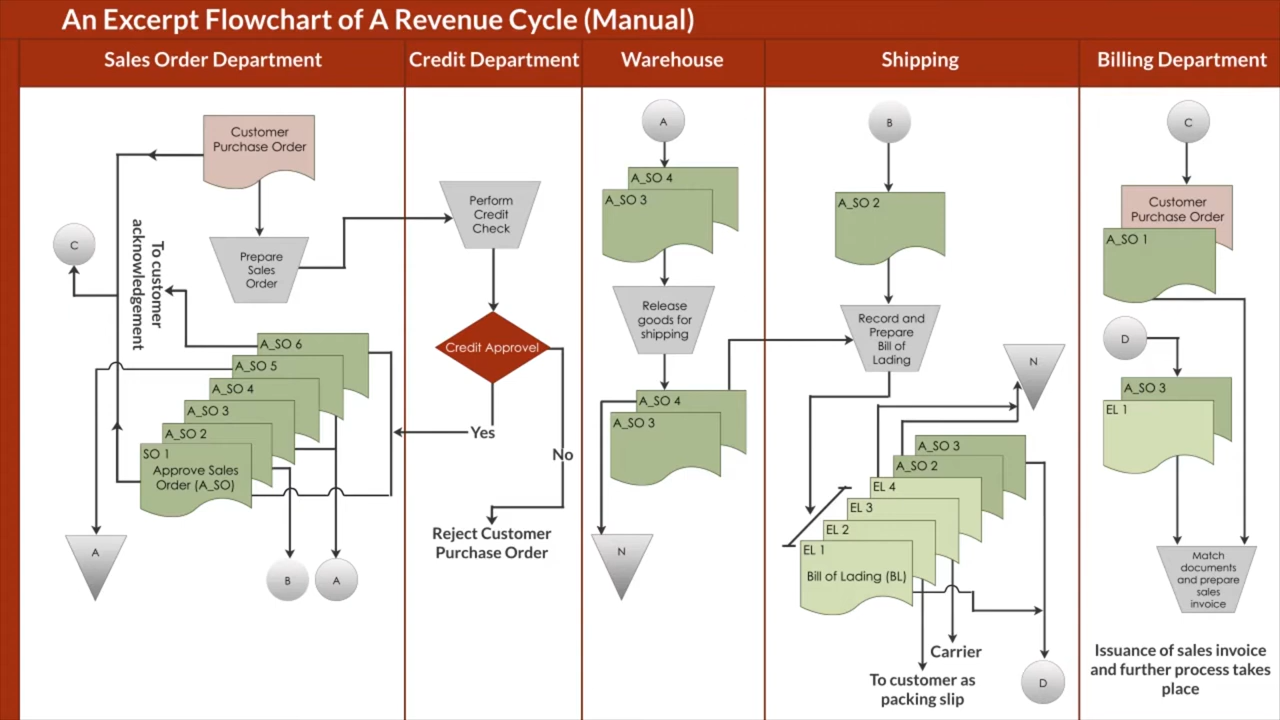 An Excerpt Flowchart of A Revenue Cycle (Manual)
Sales Order Department
Credit Department
Warehouse
Shipping
Billing Department
Customer
Purchase Order
Prepare
Sales
Order
C
To customer
acknowledgement
A_SO 6
A_SO 5
A_SO 4
A_SO 3
A_SO 2
SO 1
Approve Sales
Order (A_SO)
A
B
A
Perform
Credit
Check
Credit Approvel
Yes
No
Reject Customer
Purchase Order
A
A_SO 4
A_SO 3
Release
goods for
shipping
A_SO 4
A_SO 3
N
B
A_SO 2
Record and
Prepare
Bill of
Lading
N
A_SO 3
A_SO 2
EL 4
EL 3
EL 2
EL 1
Bill of Lading (BL)
Carrier
To customer as
packing slip
D
C
Customer
Purchase Order
A_SO 1
D
A_SO 3
EL 1
Match
documents
and prepare
sales
invoice
Issuance of sales invoice
and further process takes
place